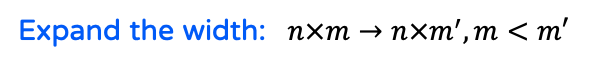 Expand the width: n×m → n×m′, m < m′